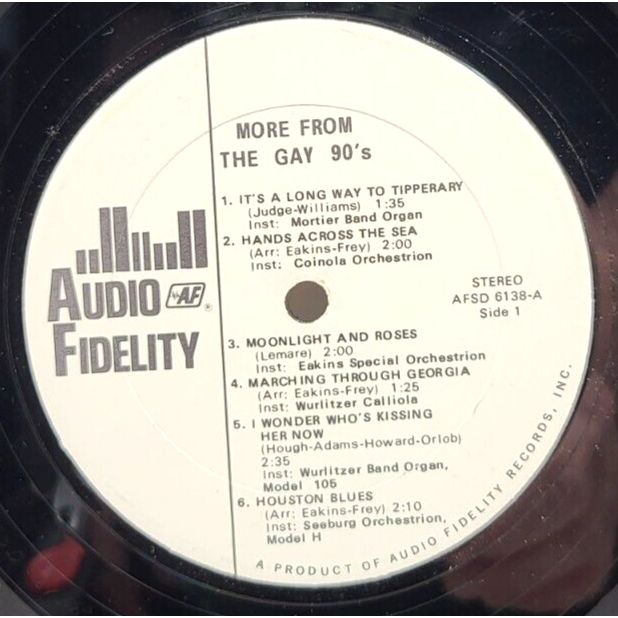 MORE FROM
THE GAY 90's
1. IT'S A LONG WAY TO TIPPERARY
(Judge-Williams) 1:35
Inst: Mortier Band Organ
2. HANDS ACROSS THE SEA
(Arr: Eakins-Frey) 2:00
Inst: Coinola Orchestrion
AUDIO AF ®
FIDELITY
STEREO
AFSD 6138-A
Side 1
3. MOONLIGHT AND ROSES
(Lemare) 2:00
Inst: Eakins Special Orchestrion
4. MARCHING THROUGH GEORGIA
(Arr: Eakins-Frey) 1:25
Inst: Wurlitzer Calliola
5. I WONDER WHO'S KISSING
HER NOW
(Hough-Adams-Howard-Orlob)
2:35
Inst: Wurlitzer Band Organ,
Model 105
6. HOUSTON BLUES
(Arr: Eakins-Frey) 2:10
Inst: Seeburg Orchestrion,
Model H
A PRODUCT OF AUDIO FIDELITY RECORDS, INC.